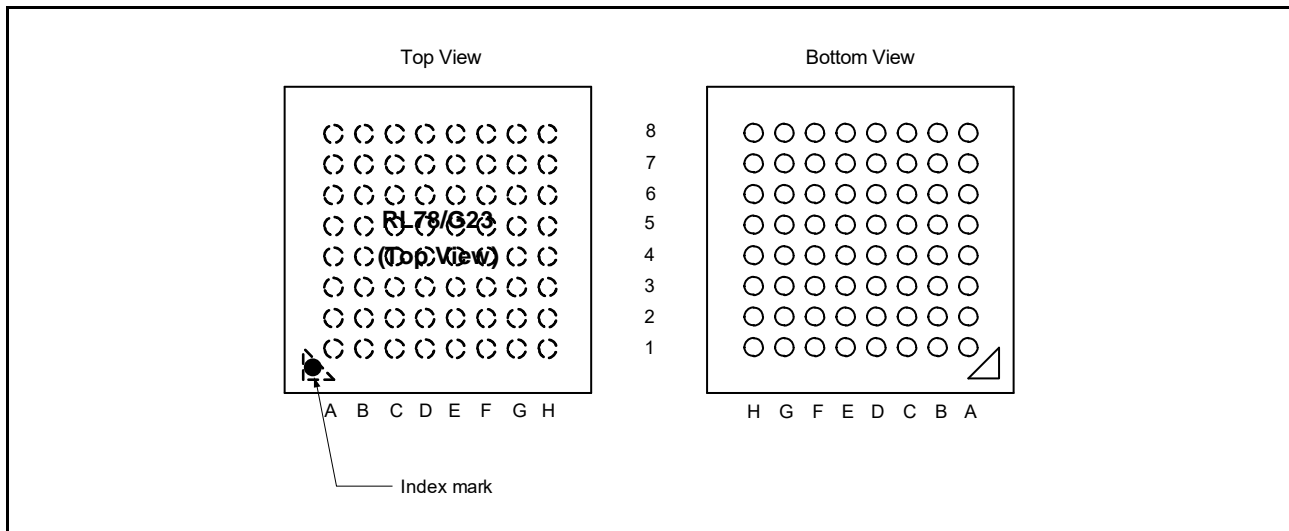 Top View
Bottom View
RL78/G23
(Top View)
8
7
6
5
4
3
2
1
A B C D E F G H
H G F E D C B A
Index mark